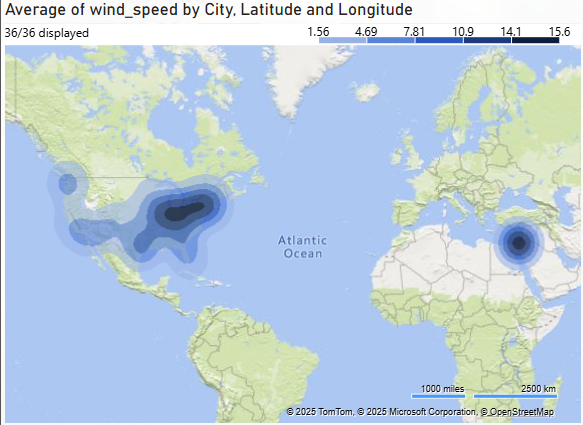 Average of wind_speed by City, Latitude and Longitude
36/36 displayed
1.56 4.69 7.81 10.9 14.1 15.6
Atlantic
Ocean
1000 miles 2500 km
© 2025 TomTom, © 2025 Microsoft Corporation, © OpenStreetMap